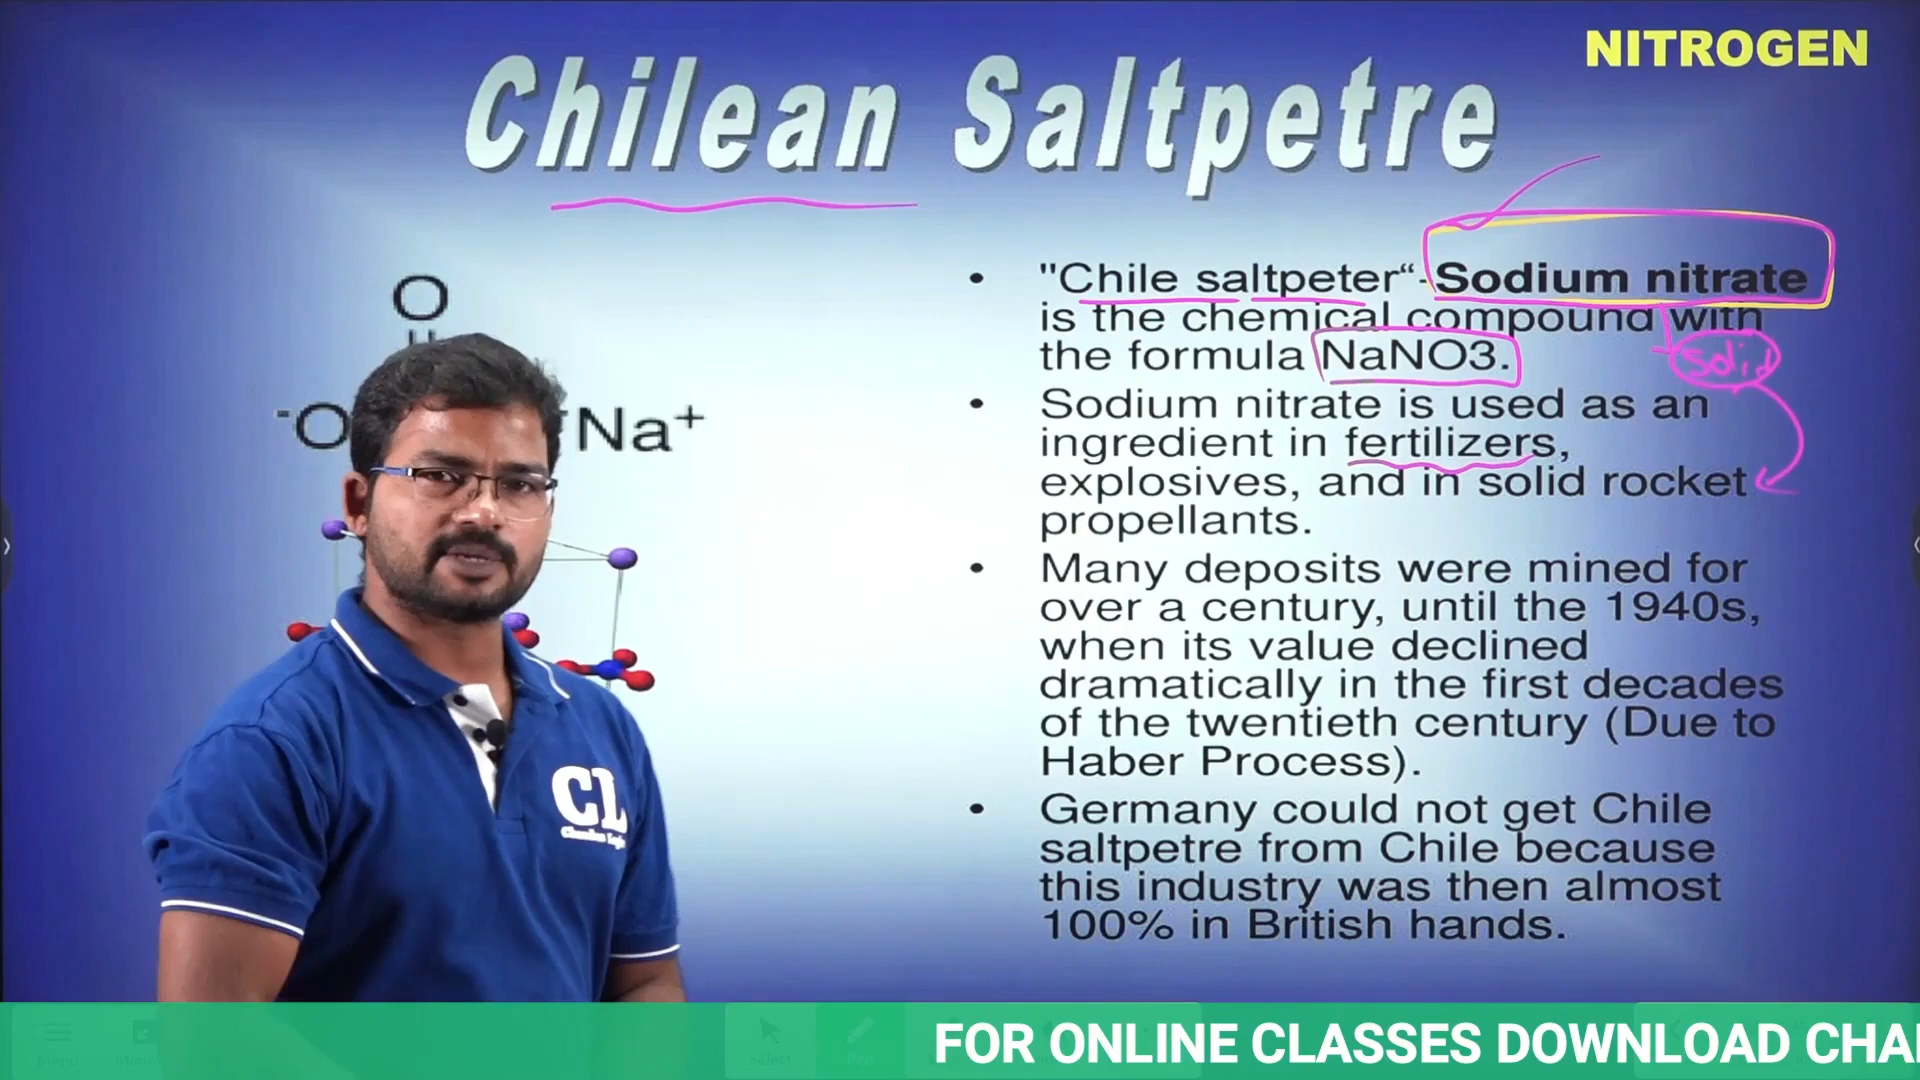 NITROGEN
Chilean Saltpetre
O
-O
Na+
• "Chile saltpeter“- Sodium nitrate
is the chemical compound with
the formula NaNO3.
solid
• Sodium nitrate is used as an
ingredient in fertilizers,
explosives, and in solid rocket
propellants.
• Many deposits were mined for
over a century, until the 1940s,
when its value declined
dramatically in the first decades
of the twentieth century (Due to
Haber Process).
• Germany could not get Chile
saltpetre from Chile because
this industry was then almost
100% in British hands.
CL
Select
Pen
FOR ONLINE CLASSES DOWNLOAD CHA